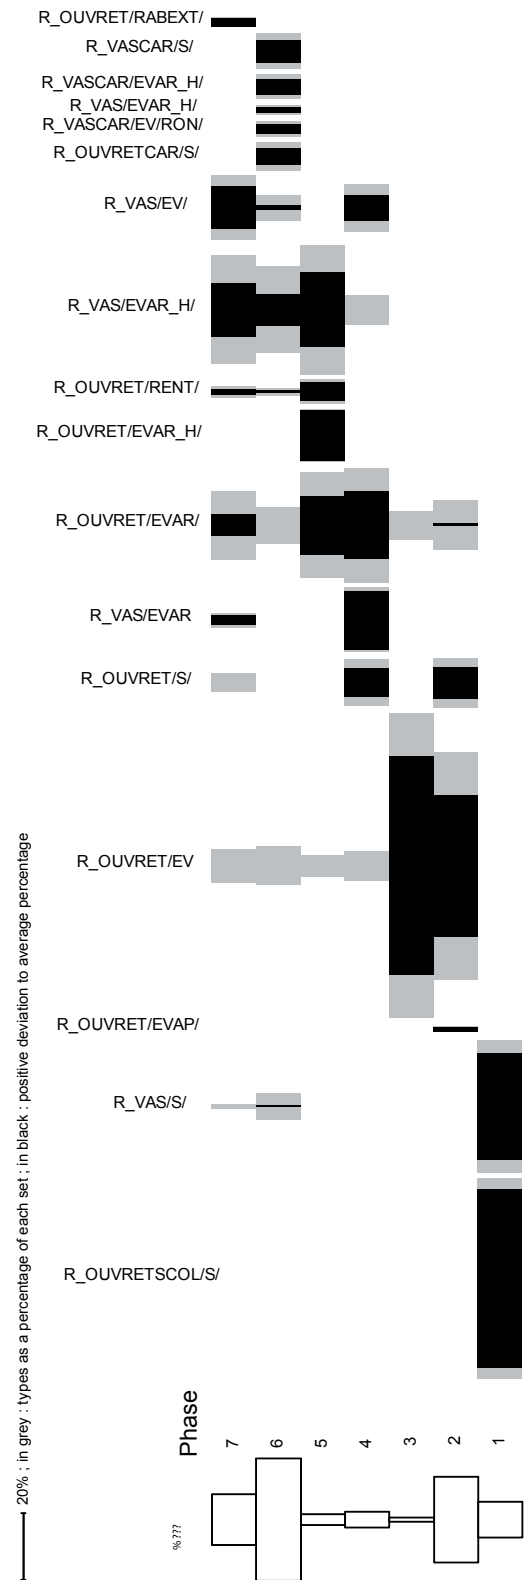 R_OUVRET/RABEXT/
R_VASCAR/S/
R_VASCAR/EVAR_H/
R_VAS/EVAR_H/
R_VASCAR/EV/RON/
R_OUVRETCAR/S/
R_VAS/EV/
R_VAS/EVAR_H/
R_OUVRET/RENT/
R_OUVRET/EVAR_H/
R_OUVRET/EVAR/
R_VAS/EVAR
R_OUVRET/S/
R_OUVRET/EV
R_OUVRET/EVAP/
R_VAS/S/
R_OUVRETSCOL/S/
Phase
7
6
5
4
3
2
1
% ???
20% ; in grey : types as a percentage of each set ; in black : positive deviation to average percentage